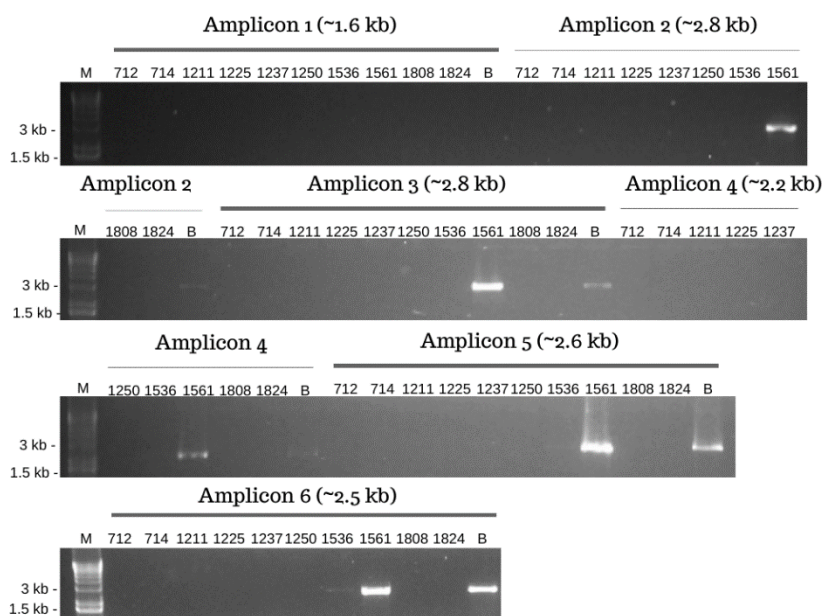 Amplicon 1 (~1.6 kb) Amplicon 2 (~2.8 kb)
M 712 714 1211 1225 1237 1250 1536 1561 1808 1824 B 712 714 1211 1225 1237 1250 1536 1561
3 kb -
1.5 kb -
Amplicon 2 Amplicon 3 (~2.8 kb) Amplicon 4 (~2.2 kb)
M 1808 1824 B 712 714 1211 1225 1237 1250 1536 1561 1808 1824 B 712 714 1211 1225 1237
3 kb -
1.5 kb -
Amplicon 4 Amplicon 5 (~2.6 kb)
M 1250 1536 1561 1808 1824 B 712 714 1211 1225 1237 1250 1536 1561 1808 1824 B
3 kb -
1.5 kb -
Amplicon 6 (~2.5 kb)
M 712 714 1211 1225 1237 1250 1536 1561 1808 1824 B
3 kb -
1.5 kb -